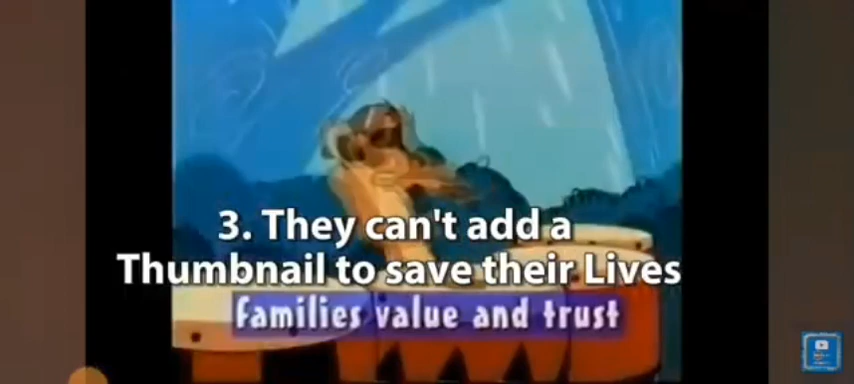 3. They can't add a
Thumbnail to save their Lives
families value and trust